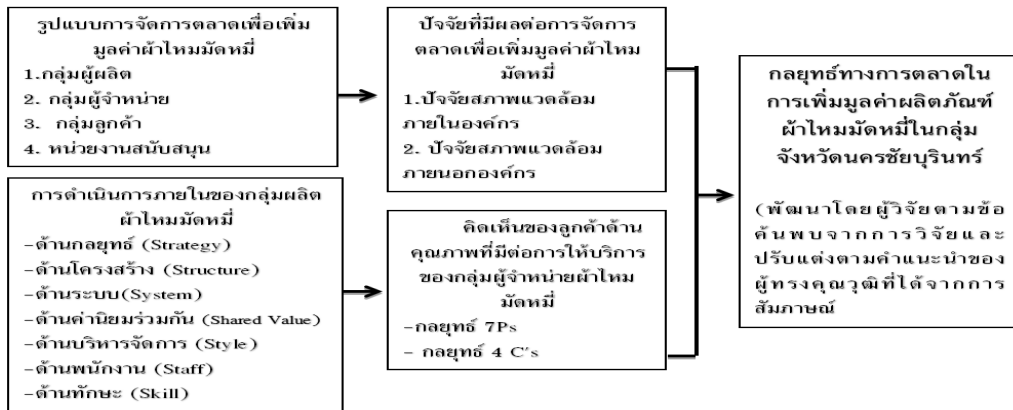 รูปแบบการจัดการตลาดเพื่อเพิ่ม
มูลค่าผ้าไหมมัดหมี่
1.กลุ่มผู้ผลิต
2. กลุ่มผู้จำหน่าย
3. กลุ่มลูกค้า
4. หน่วยงานสนับสนุน
การดำเนินการภายในของกลุ่มผลิต
ผ้าไหมมัดหมี่
-ด้านกลยุทธ์ (Strategy)
-ด้านโครงสร้าง (Structure)
-ด้านระบบ(System)
-ด้านค่านิยมร่วมกัน (Shared Value)
-ด้านบริหารจัดการ (Style)
-ด้านพนักงาน (Staff)
-ด้านทักษะ (Skill)
ปัจจัยที่มีผลต่อการจัดการ
ตลาดเพื่อเพิ่มมูลค่าผ้าไหม
มัดหมี่
1.ปัจจัยสภาพแวดล้อม
ภายในองค์กร
2. ปัจจัยสภาพแวดล้อม
ภายนอกองค์กร
คิดเห็นของลูกค้าด้าน
คุณภาพที่มีต่อการให้บริการ
ของกลุ่มผู้จำหน่ายผ้าไหม
มัดหมี่
-กลยุทธ์ 7Ps
- กลยุทธ์ 4 C's
กลยุทธ์ทางการตลาดใน
การเพิ่มมูลค่าผลิตภัณฑ์
ผ้าไหมมัดหมี่ในกลุ่ม
จังหวัดนครชัยบุรินทร์
(พัฒนาโดยผู้วิจัยตามข้อ
ค้นพบจากการวิจัยและ
ปรับแต่งตามคำแนะนำของ
ผู้ทรงคุณวุฒิที่ได้จากการ
สัมภาษณ์